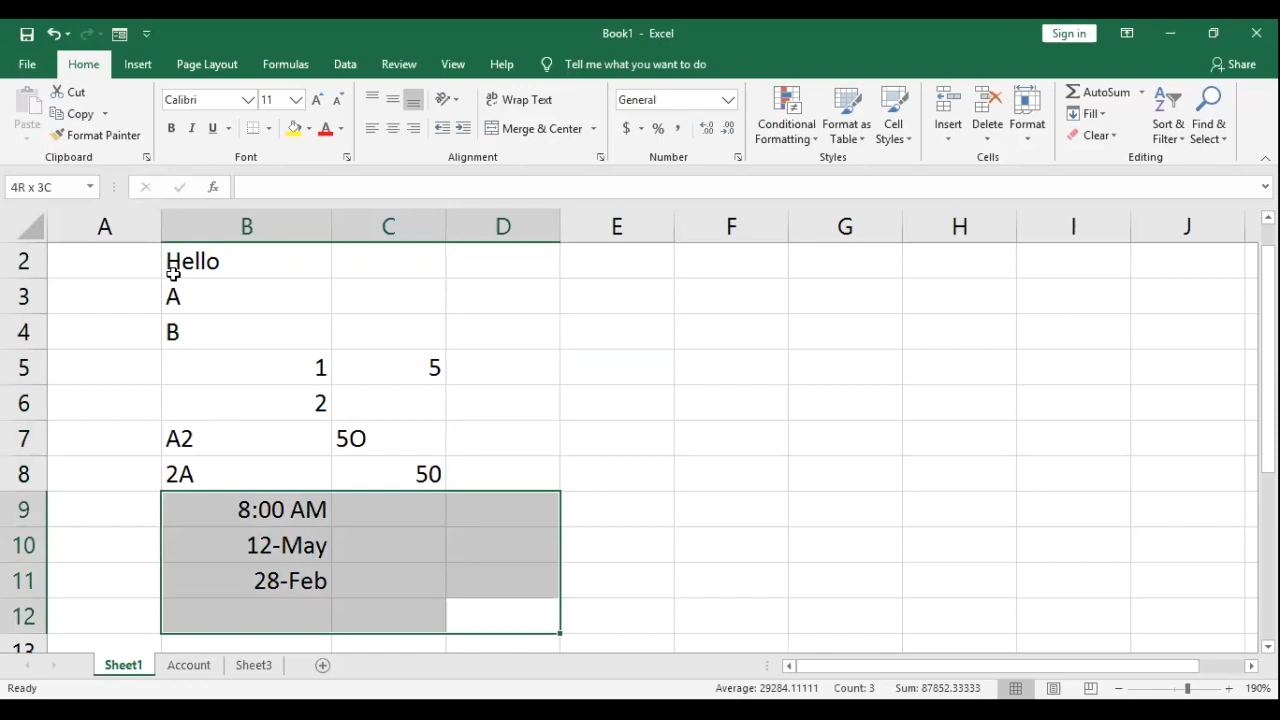 Book1 - Excel
Sign in
File Home Insert Page Layout Formulas Data Review View Help Tell me what you want to do Share
Paste
Cut
Copy
Format Painter
Clipboard
Calibri 11
B I U
Font
Wrap Text
Merge & Center
Alignment
General
$ % ,
Number
Conditional Formatting
Format as Table
Cell Styles
Styles
Insert
Delete
Format
Cells
AutoSum
Fill
Clear
Sort & Filter
Find & Select
Editing
4R x 3C
fx
A B C D E F G H I J
2 Hello
3 A
4 B
5 1 5
6 2
7 A2 5O
8 2A 50
9 8:00 AM
10 12-May
11 28-Feb
12
13
Sheet1 Account Sheet3
Ready Average: 29284.11111 Count: 3 Sum: 87852.33333 190%